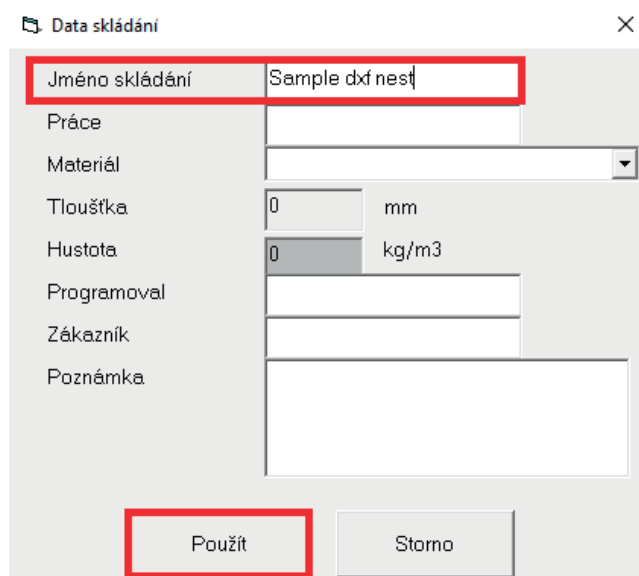 Data skládání
Jméno skládání Sample dxf nest
Práce
Materiál
Tloušťka 0 mm
Hustota 0 kg/m3
Programoval
Zákazník
Poznámka
Použít Storno